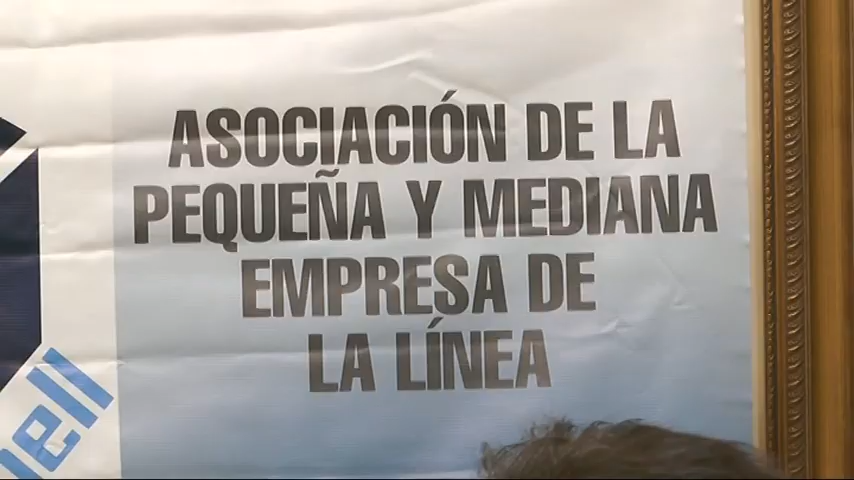 ASOCIACIÓN DE LA
PEQUEÑA Y MEDIANA
EMPRESA DE
LA LÍNEA